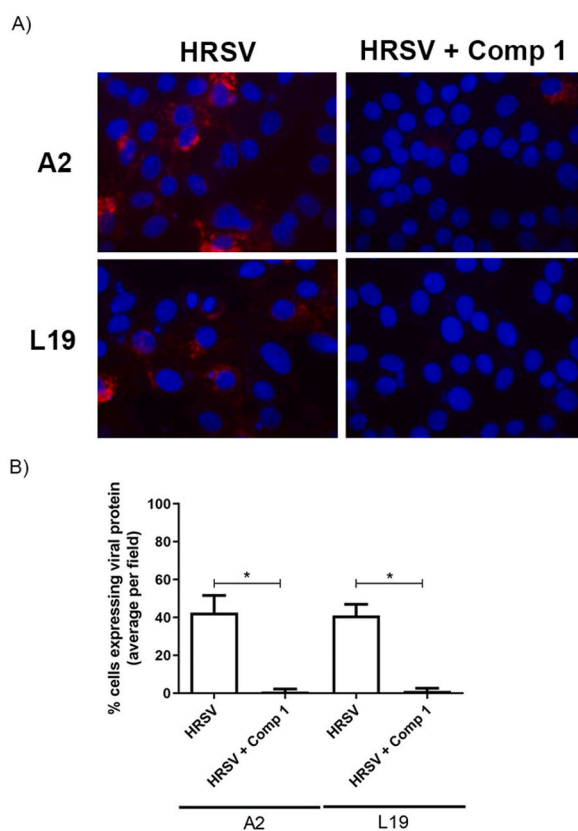 A)
HRSV
HRSV + Comp 1
A2
L19
B)
% cells expressing viral protein
(average per field)
100
80
60
40
20
0
*
*
HRSV
HRSV + Comp 1
HRSV
HRSV + Comp 1
A2
L19